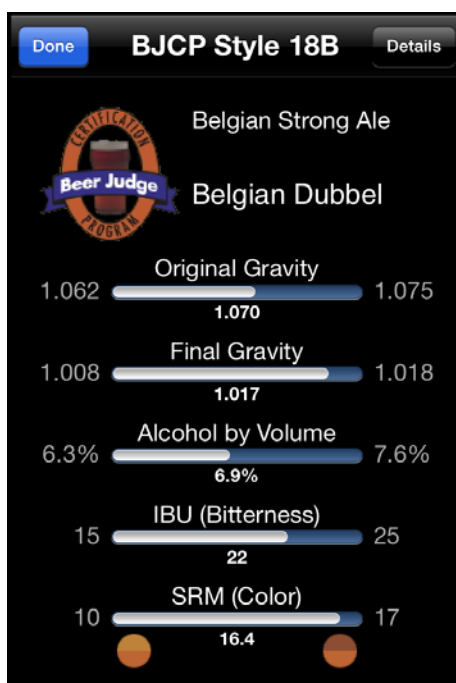 Done BJCP Style 18B Details
CERTIFICATION
Beer Judge
PROGRAM
Belgian Strong Ale
Belgian Dubbel
Original Gravity
1.062 1.075
1.070
Final Gravity
1.008 1.018
1.017
Alcohol by Volume
6.3% 7.6%
6.9%
IBU (Bitterness)
15 25
22
SRM (Color)
10 17
16.4